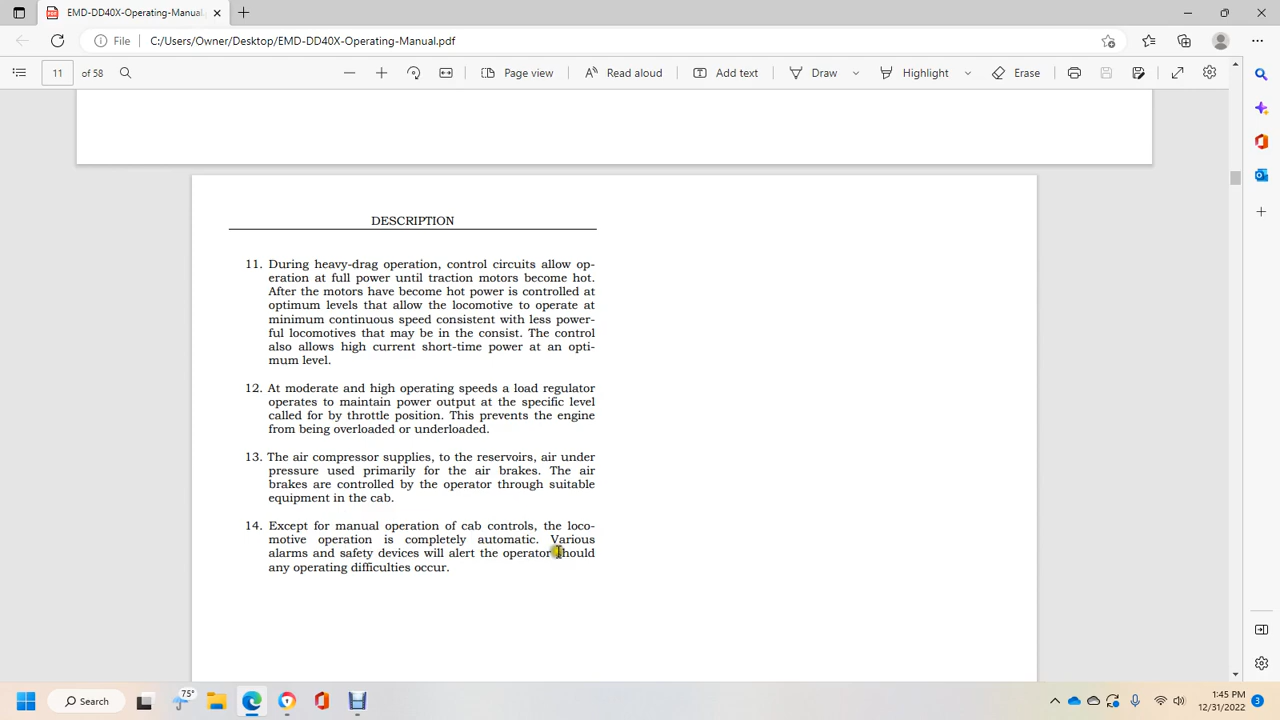 EMD-DD40X-Operating-Manual.pdf
File C:/Users/Owner/Desktop/EMD-DD40X-Operating-Manual.pdf
11 of 58 Page view Read aloud Add text Draw Highlight Erase
DESCRIPTION
11. During heavy-drag operation, control circuits allow op-
eration at full power until traction motors become hot.
After the motors have become hot power is controlled at
optimum levels that allow the locomotive to operate at
minimum continuous speed consistent with less power-
ful locomotives that may be in the consist. The control
also allows high current short-time power at an opti-
mum level.
12. At moderate and high operating speeds a load regulator
operates to maintain power output at the specific level
called for by throttle position. This prevents the engine
from being overloaded or underloaded.
13. The air compressor supplies, to the reservoirs, air under
pressure used primarily for the air brakes. The air
brakes are controlled by the operator through suitable
equipment in the cab.
14. Except for manual operation of cab controls, the loco-
motive operation is completely automatic. Various
alarms and safety devices will alert the operator should
any operating difficulties occur.
Search 75° 1:45 PM
12/31/2022 3